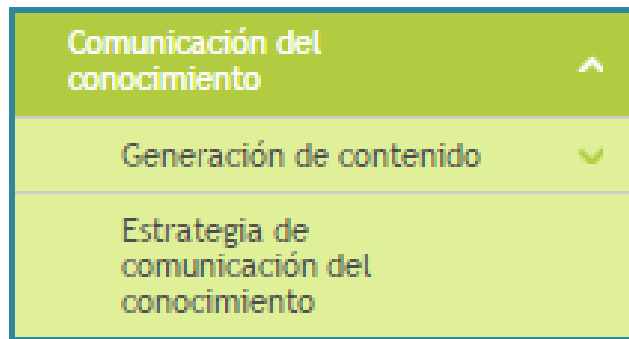 Comunicación del
conocimiento
Generación de contenido
Estrategia de
comunicación del
conocimiento